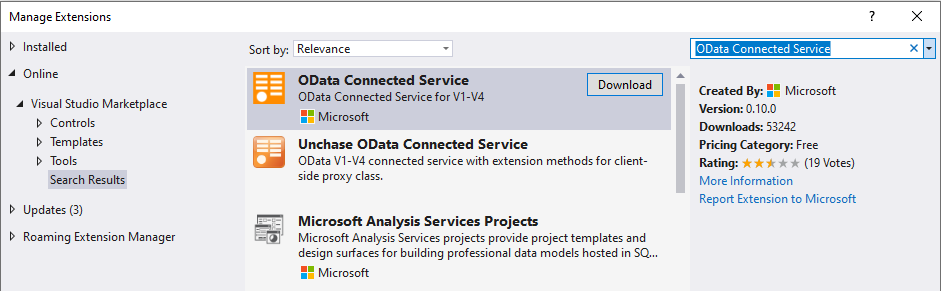 Manage Extensions
?
Installed
Online
Visual Studio Marketplace
Controls
Templates
Tools
Search Results
Updates (3)
Roaming Extension Manager
Sort by: Relevance
OData Connected Service
OData Connected Service for V1-V4
Microsoft
Download
Unchase OData Connected Service
OData V1-V4 connected service with extension methods for client-
side proxy class.
Microsoft Analysis Services Projects
Microsoft Analysis Services projects provide project templates and
design surfaces for building professional data models hosted in SQ...
Microsoft
OData Connected Service
Created By: Microsoft
Version: 0.10.0
Downloads: 53242
Pricing Category: Free
Rating: (19 Votes)
More Information
Report Extension to Microsoft